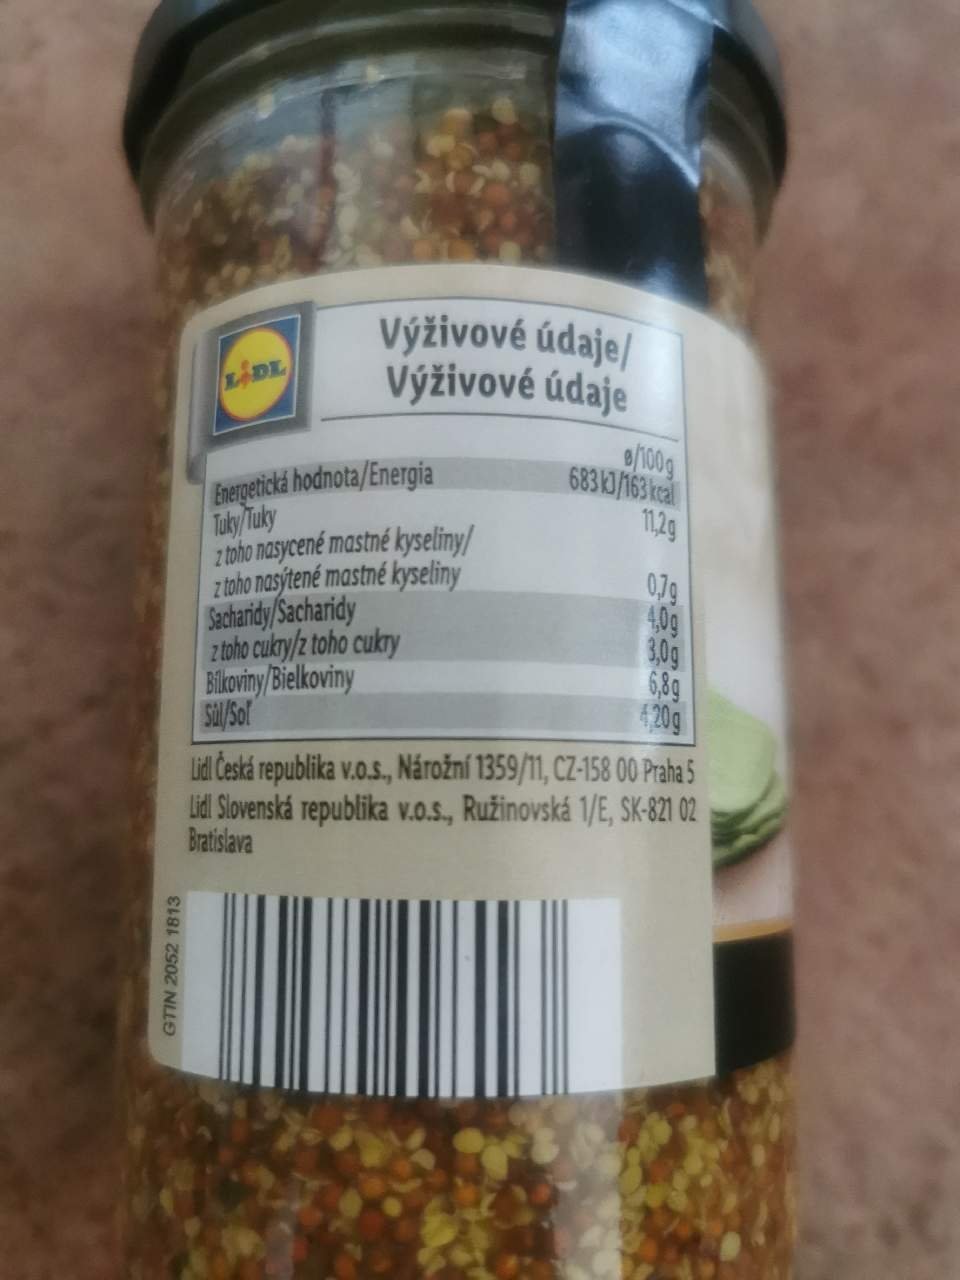 LIDL
Výživové údaje/
Výživové údaje
ø/100g
Energetická hodnota/Energia 683 kJ/163 kcal
Tuky/Tuky 11,2g
z toho nasycené mastné kyseliny/
z toho nasýtené mastné kyseliny 0,7g
Sacharidy/Sacharidy 4,0g
z toho cukry/z toho cukry 3,0g
Bílkoviny/Bielkoviny 6,8g
Sůl/Soľ 4,20g
Lidl Česká republika v.o.s., Nárožní 1359/11, CZ-158 00 Praha 5
Lidl Slovenská republika v.o.s., Ružinovská 1/E, SK-821 02
Bratislava
GTIN 2052 1813